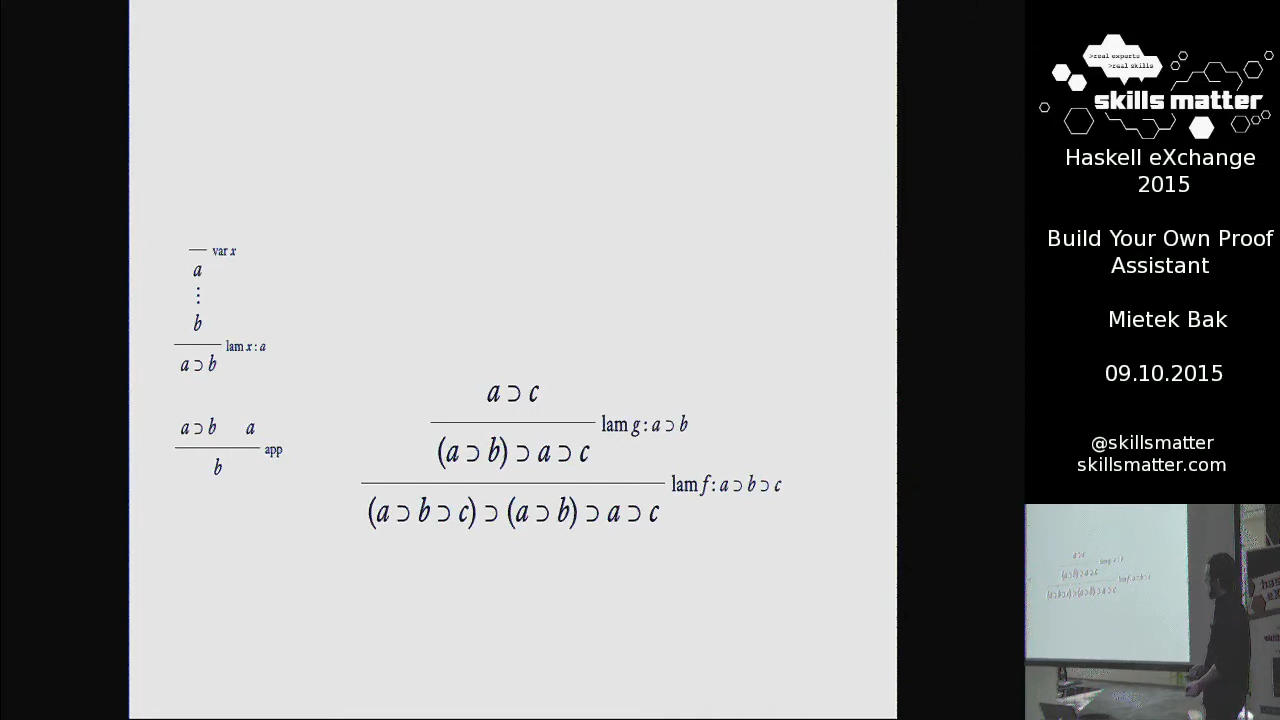 var x
a
⋮
b
lam x : a
a ⊃ b
a ⊃ b a
app
b
a ⊃ c
lam g : a ⊃ b
(a ⊃ b) ⊃ a ⊃ c
lam f : a ⊃ b ⊃ c
(a ⊃ b ⊃ c) ⊃ (a ⊃ b) ⊃ a ⊃ c
>real experts
>real skills
skills matter
Haskell eXchange
2015
Build Your Own Proof
Assistant
Mietek Bak
09.10.2015
@skillsmatter
skillsmatter.com